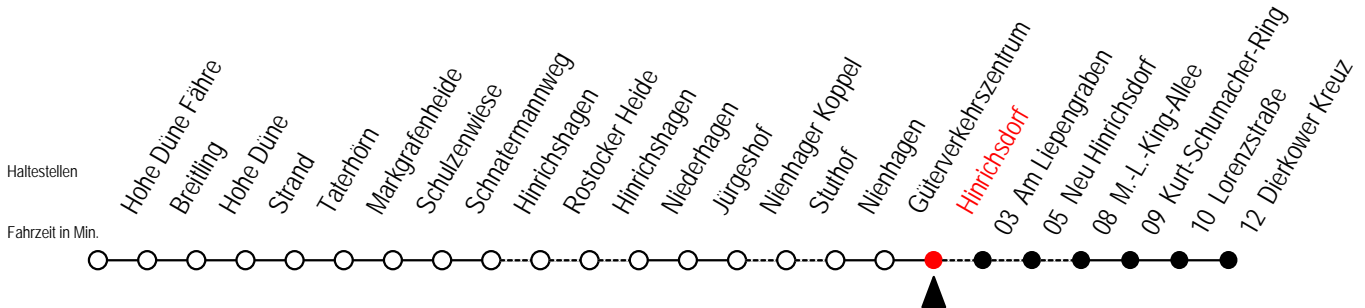 Haltestellen
Hohe Düne Fähre
Breitling
Hohe Düne
Strand
Taterhörn
Markgrafenheide
Schulzenwiese
Schnatermannweg
Hinrichshagen
Rostocker Heide
Hinrichshagen
Niederhagen
Jürgeshof
Nienhager Koppel
Stuthof
Nienhagen
Güterverkehrszentrum
Hinrichsdorf
03 Am Liepengraben
05 Neu Hinrichsdorf
08 M.-L.-King-Allee
09 Kurt-Schumacher-Ring
10 Lorenzstraße
12 Dierkower Kreuz
Fahrzeit in Min.